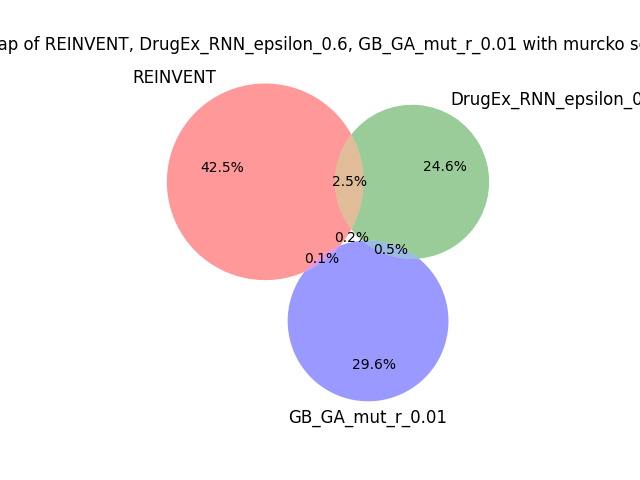 ap of REINVENT, DrugEx_RNN_epsilon_0.6, GB_GA_mut_r_0.01 with murcko s
REINVENT
DrugEx_RNN_epsilon_0
42.5%
24.6%
2.5%
0.2%
0.5%
0.1%
29.6%
GB_GA_mut_r_0.01